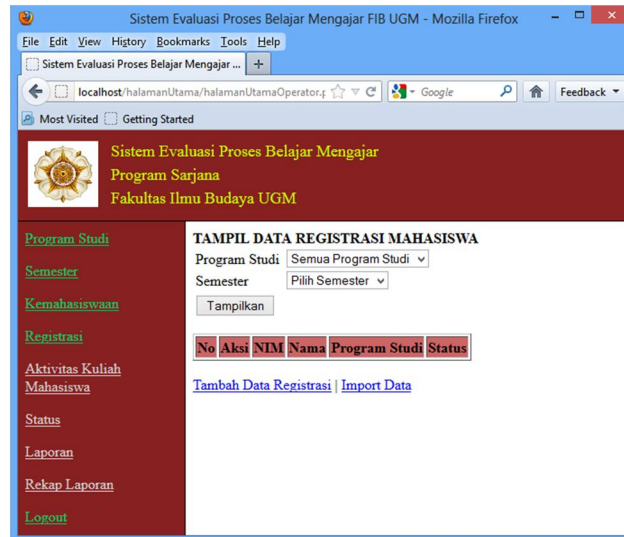 Sistem Evaluasi Proses Belajar Mengajar FIB UGM - Mozilla Firefox
File Edit View History Bookmarks Tools Help
Sistem Evaluasi Proses Belajar Mengajar ... +
localhost/halamanUtama/halamanUtamaOperator.p Google Feedback
Most Visited Getting Started
Sistem Evaluasi Proses Belajar Mengajar
Program Sarjana
Fakultas Ilmu Budaya UGM
Program Studi
Semester
Kemahasiswaan
Registrasi
Aktivitas Kuliah
Mahasiswa
Status
Laporan
Rekap Laporan
Logout
TAMPIL DATA REGISTRASI MAHASISWA
Program Studi Semua Program Studi
Semester Pilih Semester
Tampilkan
No Aksi NIM Nama Program Studi Status
Tambah Data Registrasi | Import Data